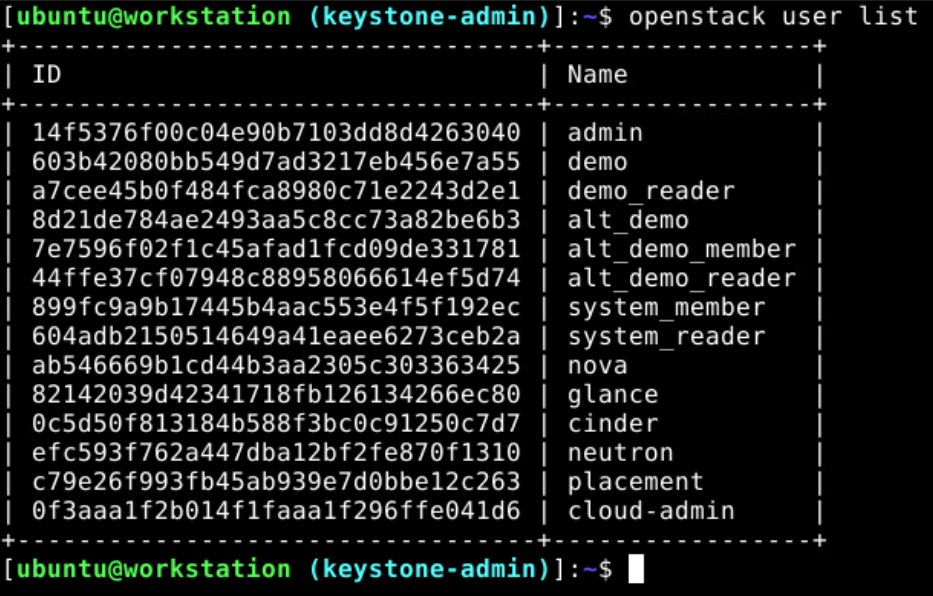 [ubuntu@workstation (keystone-admin)]:~$ openstack user list
+----------------------------------+-----------------+
| ID                               | Name            |
+----------------------------------+-----------------+
| 14f5376f00c04e90b7103dd8d4263040 | admin           |
| 603b42080bb549d7ad3217eb456e7a55 | demo            |
| a7cee45b0f484fca8980c71e2243d2e1 | demo_reader     |
| 8d21de784ae2493aa5c8cc73a82be6b3 | alt_demo        |
| 7e7596f02f1c45afad1fcd09de331781 | alt_demo_member |
| 44ffe37cf07948c88958066614ef5d74 | alt_demo_reader |
| 899fc9a9b17445b4aac553e4f5f192ec | system_member   |
| 604adb2150514649a41eaee6273ceb2a | system_reader   |
| ab546669b1cd44b3aa2305c303363425 | nova            |
| 82142039d42341718fb126134266ec80 | glance          |
| 0c5d50f813184b588f3bc0c91250c7d7 | cinder          |
| efc593f762a447dba12bf2fe870f1310 | neutron         |
| c79e26f993fb45ab939e7d0bbe12c263 | placement       |
| 0f3aaa1f2b014f1faaa1f296ffe041d6 | cloud-admin     |
+----------------------------------+-----------------+
[ubuntu@workstation (keystone-admin)]:~$